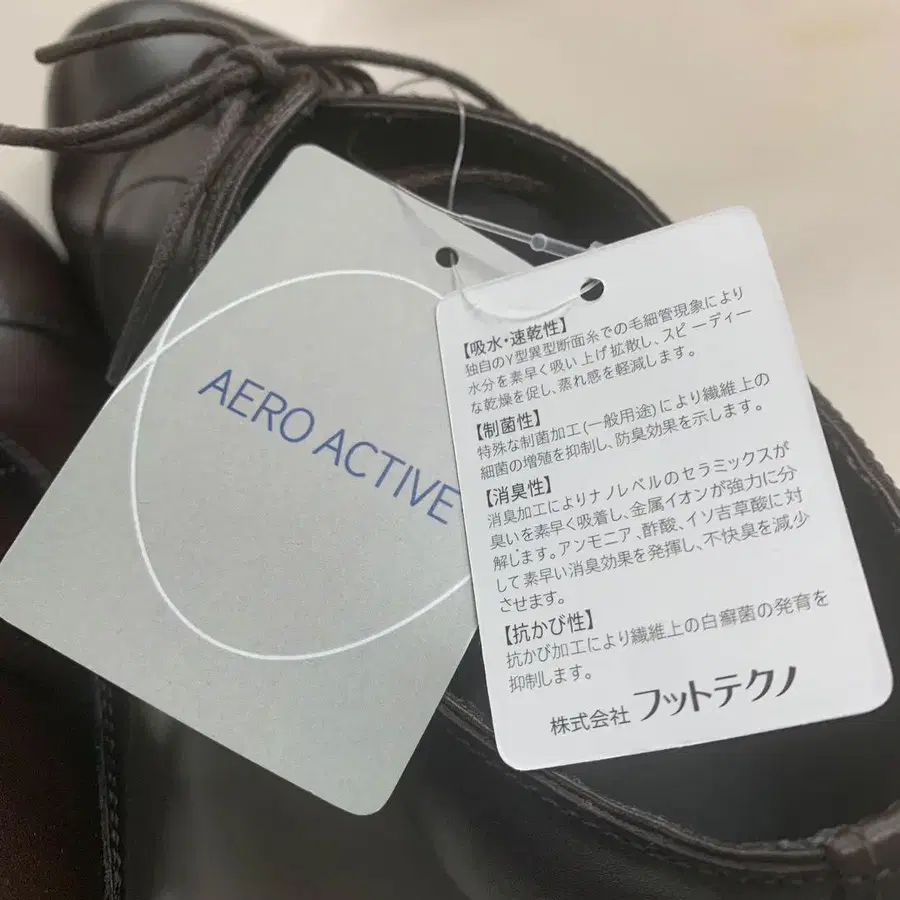 AERO ACTIVE
【吸水・速乾性】
独自のY型異型断面糸での毛細管現象により
水分を素早く吸い上げ拡散し、スピーディー
な乾燥を促し、蒸れ感を軽減します。
【制菌性】
特殊な制菌加工(一般用途)により繊維上の
細菌の増殖を抑制し、防臭効果を示します。
【消臭性】
消臭加工によりナノレベルのセラミックスが
臭いを素早く吸着し、金属イオンが強力に分
解します。アンモニア、酢酸、イソ吉草酸に対
して素早い消臭効果を発揮し、不快臭を減少
させます。
【抗かび性】
抗かび加工により繊維上の白癬菌の発育を
抑制します。
株式会社 フットテクノ